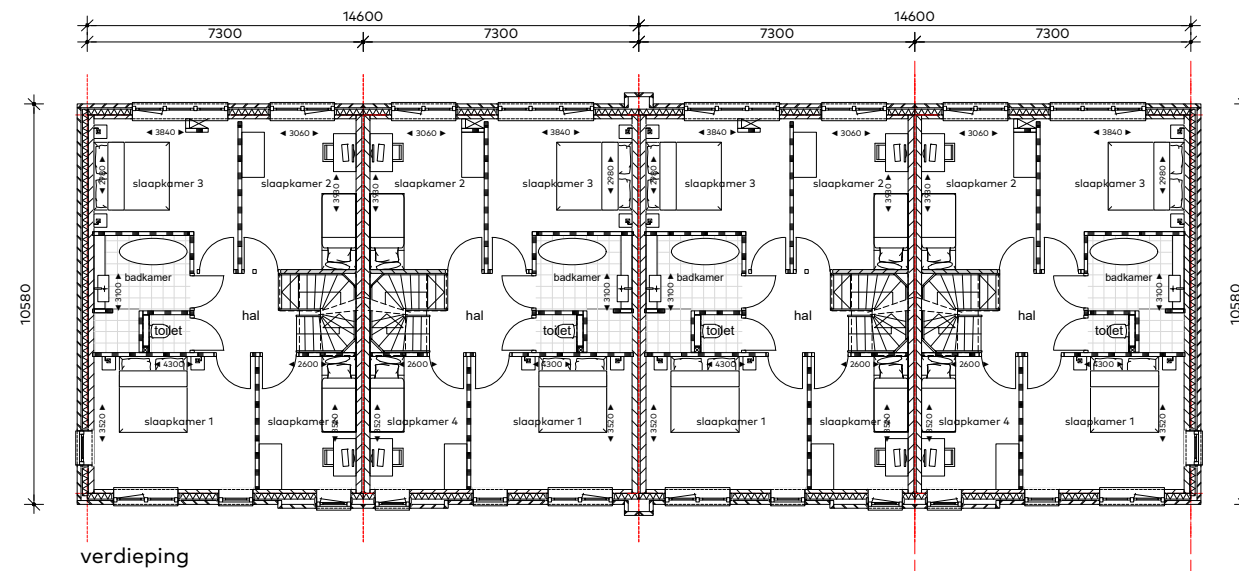 14600 14600
7300 7300 7300 7300
3840 3060 3060 3840 3840 3060 3060 3840
2980 2980 2980 2980
slaapkamer 3 slaapkamer 2 slaapkamer 2 slaapkamer 3 slaapkamer 3 slaapkamer 2 slaapkamer 2 slaapkamer 3
3930 3930 3930 3930
badkamer badkamer badkamer badkamer
3100 3100 3100 3100
10580 10580
hal hal hal hal
toilet toilet toilet toilet
4300 2600 2600 4300 4300 2600 2600 4300
slaapkamer 1 slaapkamer slaapkamer 4 slaapkamer 1 slaapkamer 1 slaapkamer slaapkamer 4 slaapkamer 1
3520 3520 3520 3520 3520 3520 3520 3520
verdieping